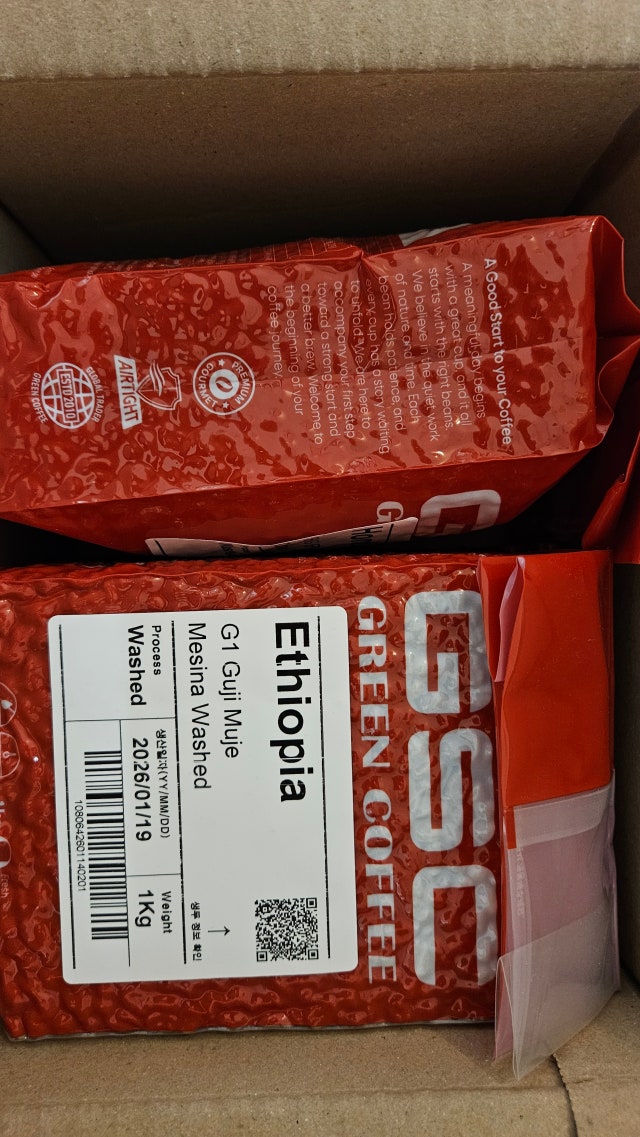 A Good Start to your Coffee
A meaningful day begins
with a great cup, and it all
starts with the right beans.
We believe in the quiet work
of nature and time. Each
bean holds patience and
every cup has a story waiting
to unfold. We're here to
accompany your first step
toward a strong start and
a better brew. Welcome to
the beginning of your
coffee journey.
PREMIUM
GOURMET
AIRTIGHT
GLOBAL TRADER
ESTD 2010
GREEN COFFEE
GSC
GREEN COFFEE
Ethiopia
G1 Guji Muje
Mesina Washed
↑
생두 정보 확인
Process
Washed
생산일자(YY/MM/DD)
2026/01/19
Weight
1Kg
1080642601140201